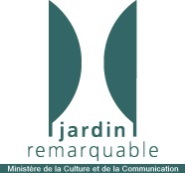 jardin
remarquable
Ministère de la Culture et de la Communication